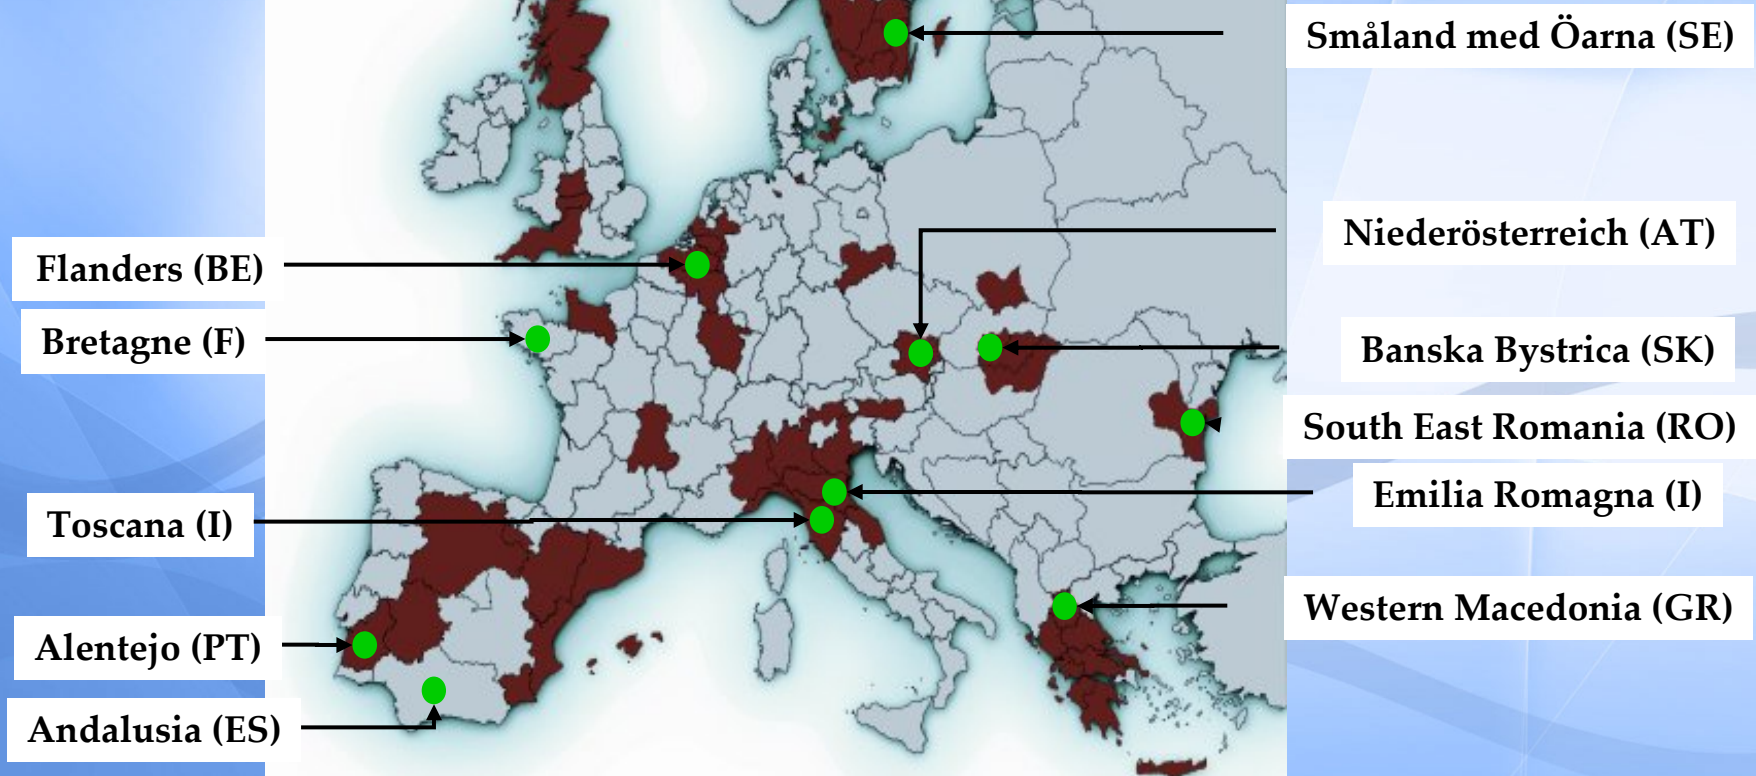 Småland med Öarna (SE)
Niederösterreich (AT)
Flanders (BE)
Bretagne (F)
Banska Bystrica (SK)
South East Romania (RO)
Emilia Romagna (I)
Toscana (I)
Western Macedonia (GR)
Alentejo (PT)
Andalusia (ES)